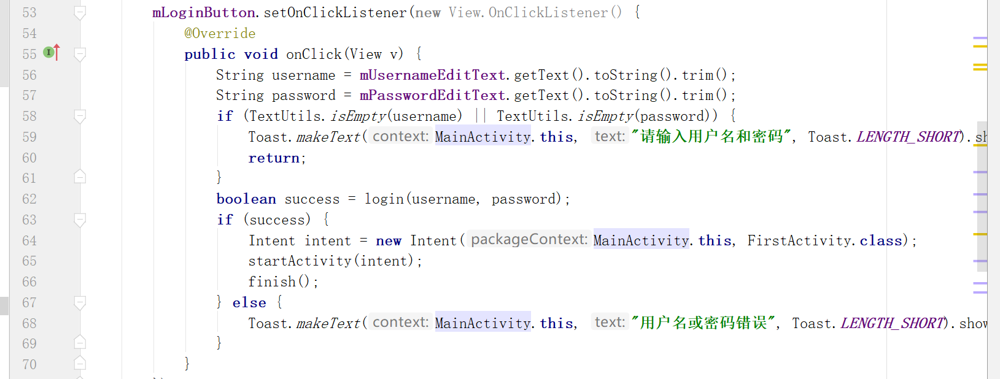 53 mLoginButton.setOnClickListener(new View.OnClickListener() {
54 @Override
55 public void onClick(View v) {
56 String username = mUsernameEditText.getText().toString().trim();
57 String password = mPasswordEditText.getText().toString().trim();
58 if (TextUtils.isEmpty(username) || TextUtils.isEmpty(password)) {
59 Toast.makeText( context: MainActivity.this, text: "请输入用户名和密码", Toast.LENGTH_SHORT).sh
60 return;
61 }
62 boolean success = login(username, password);
63 if (success) {
64 Intent intent = new Intent( packageContext: MainActivity.this, FirstActivity.class);
65 startActivity(intent);
66 finish();
67 } else {
68 Toast.makeText( context: MainActivity.this, text: "用户名或密码错误", Toast.LENGTH_SHORT).show
69 }
70 }